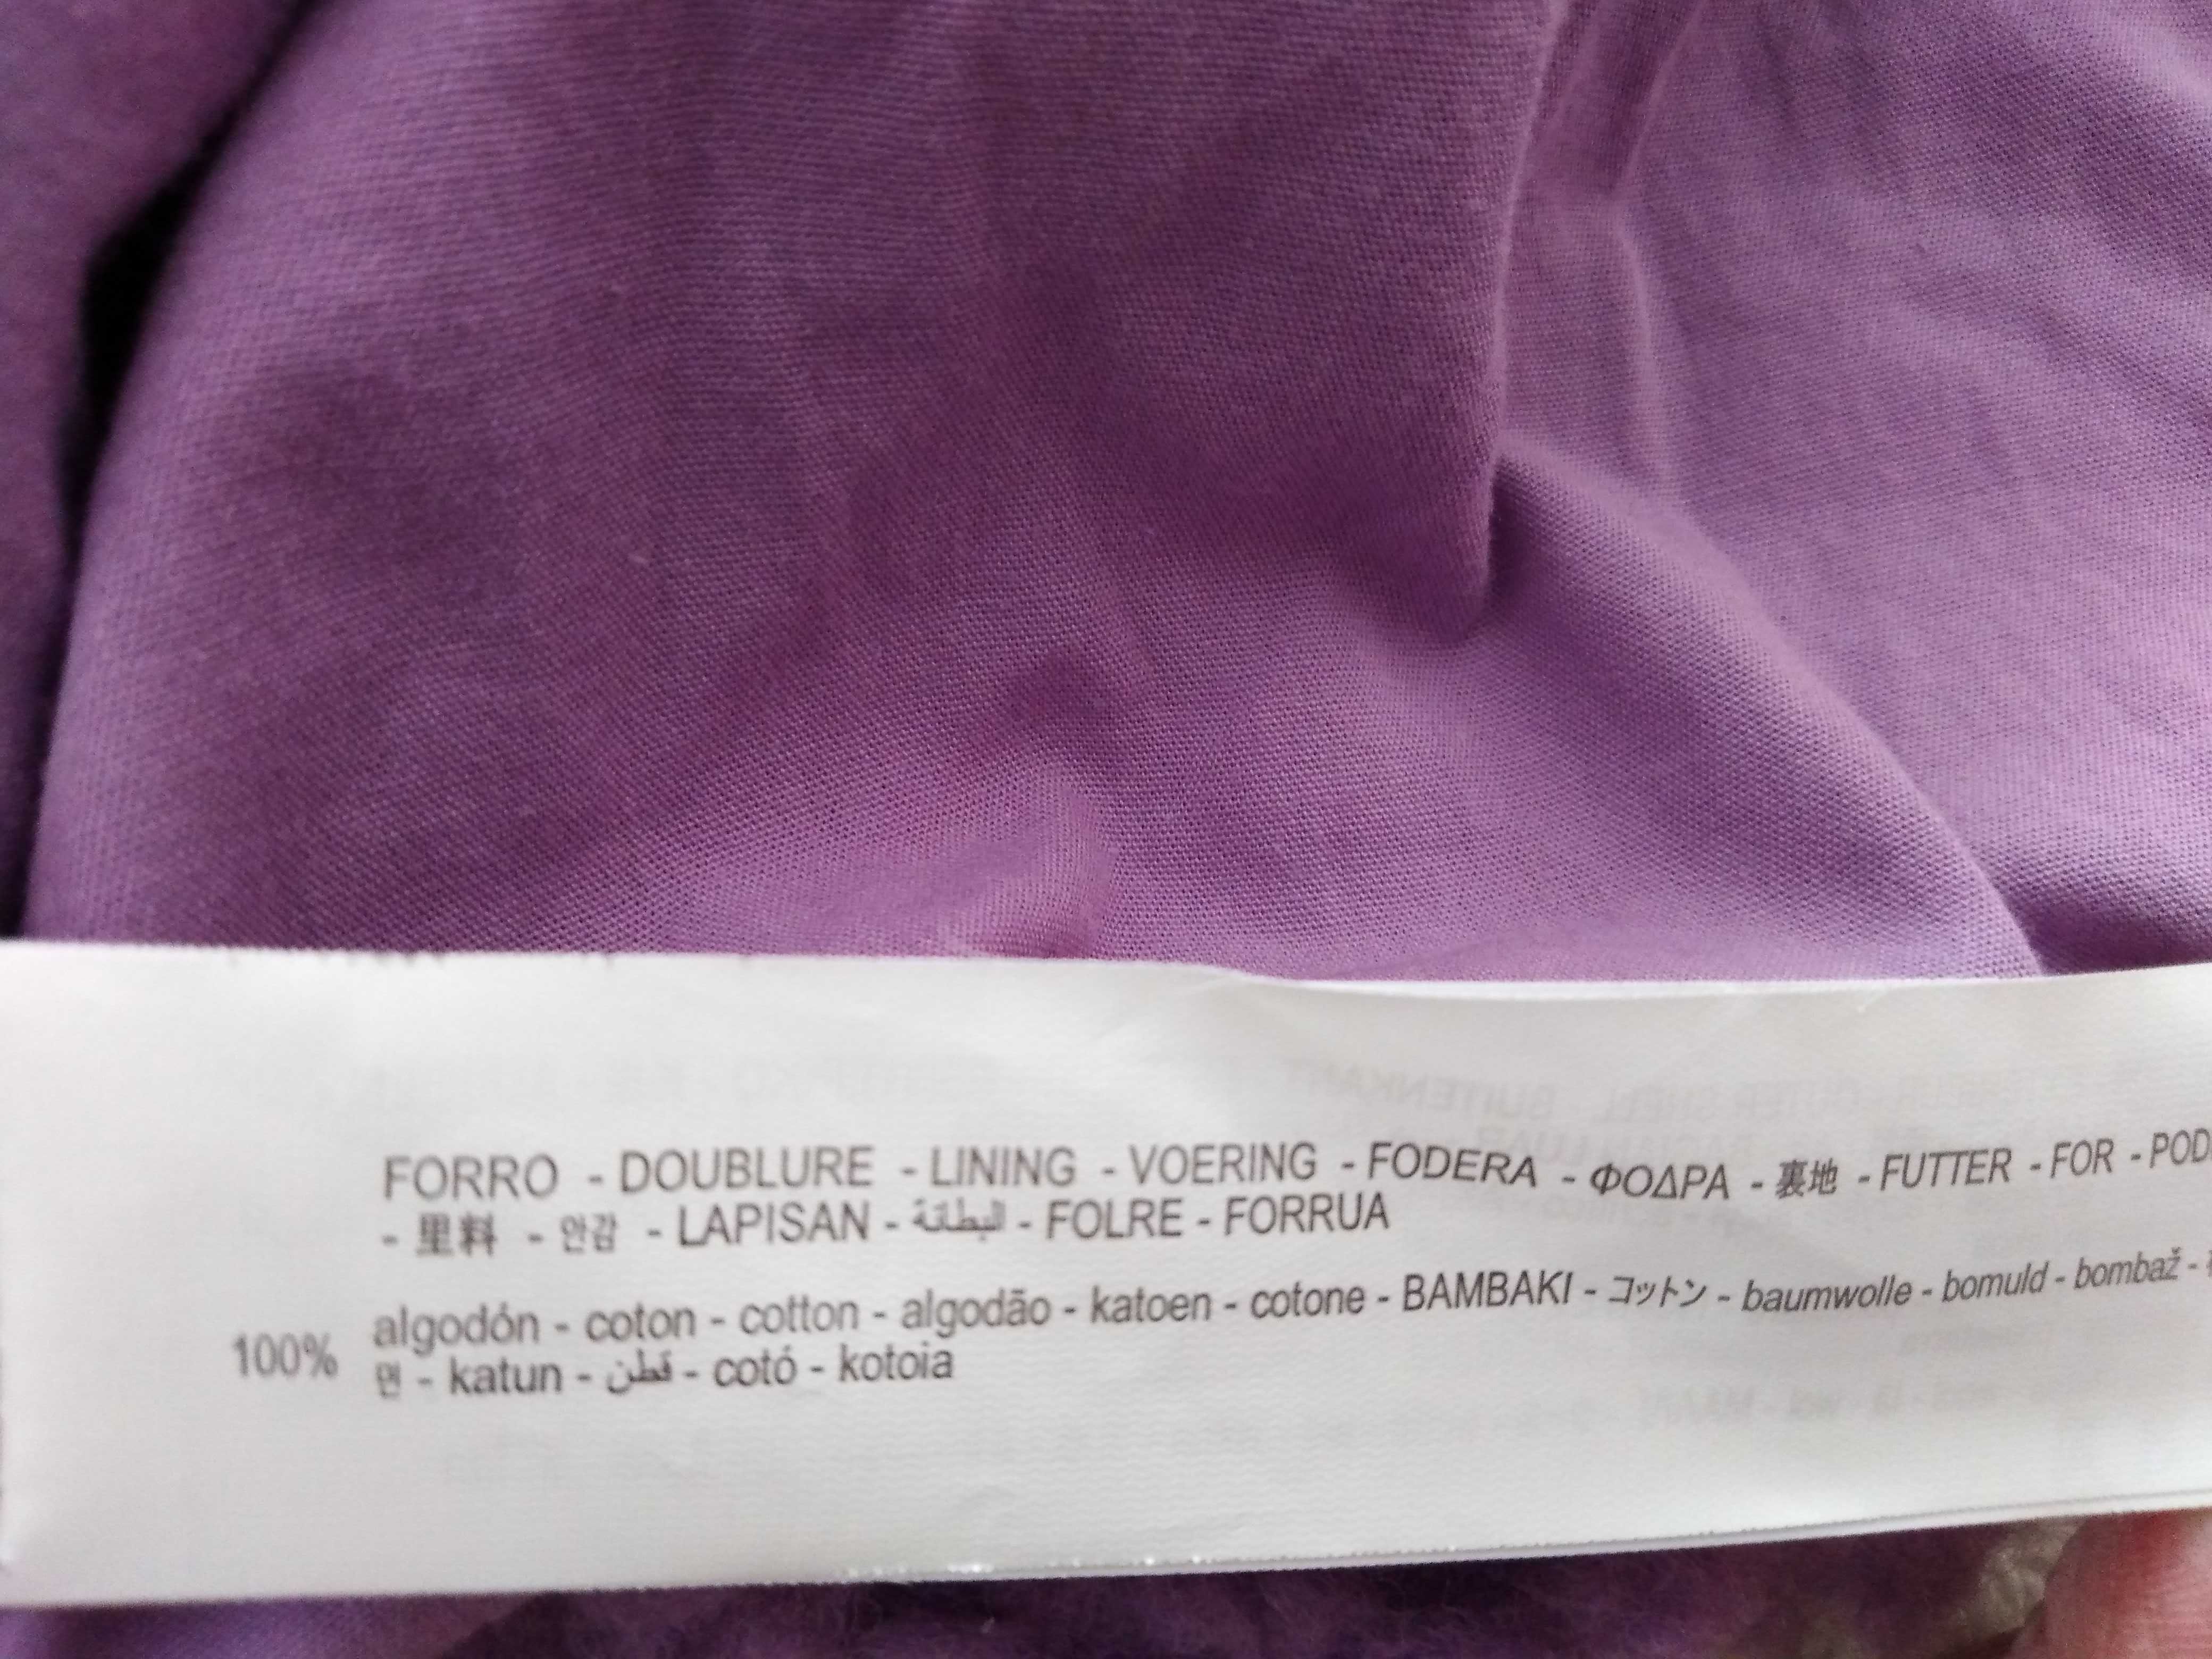 FORRO - DOUBLURE - LINING - VOERING - FODERA - ΦΟΔΡΑ - 裏地 - FUTTER - FOR - POD
- 里料 - 안감 - LAPISAN - البطانة - FOLRE - FORRUA
algodón - coton - cotton - algodão - katoen - cotone - BAMBAKI - コットン - baumwolle - bomuld - bombaž -
100% 면 - katun - قطن - cotó - kotoia